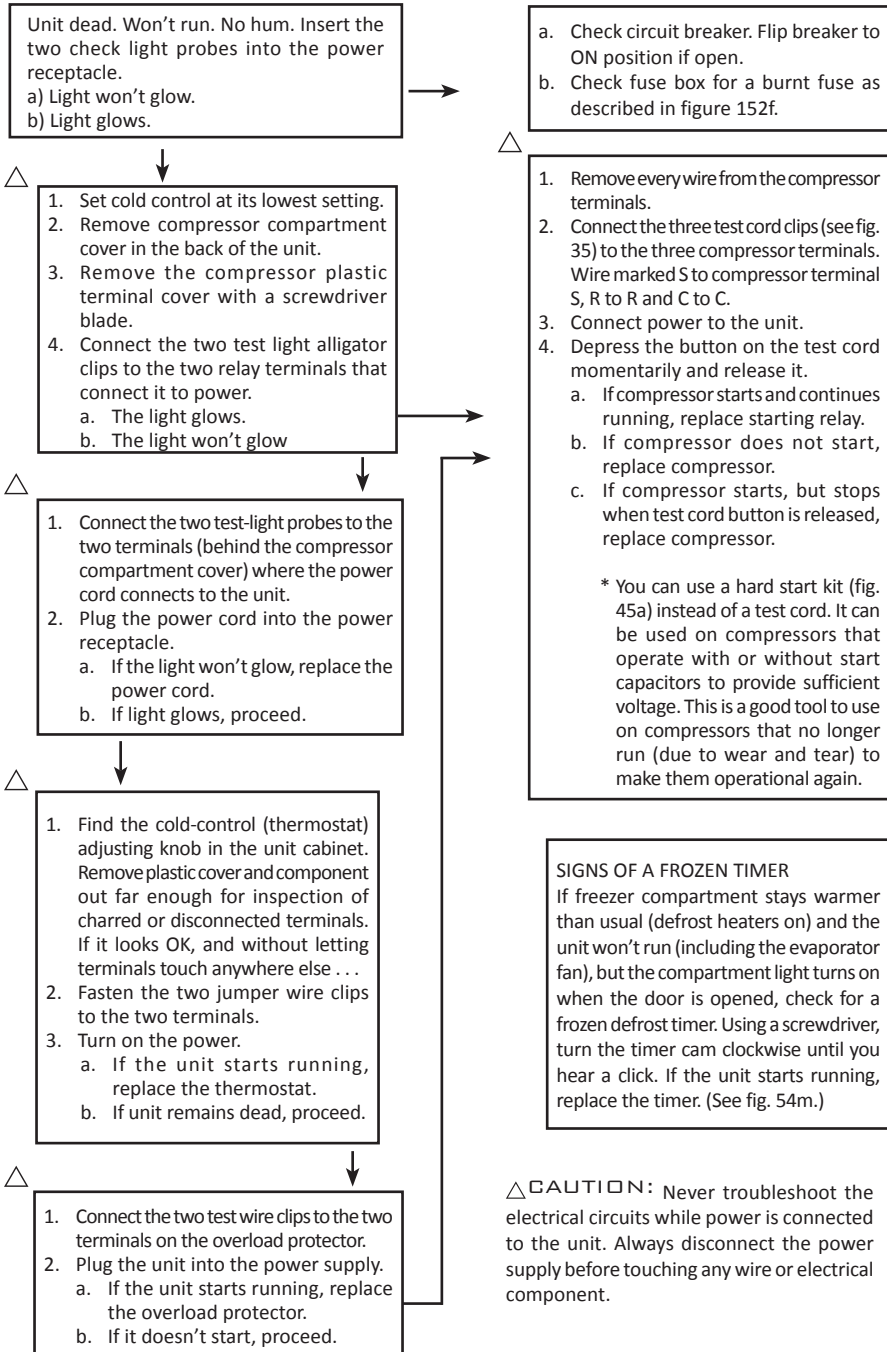 Unit dead. Won't run. No hum. Insert the
two check light probes into the power
receptacle.
a) Light won't glow.
b) Light glows.
a. Check circuit breaker. Flip breaker to
ON position if open.
b. Check fuse box for a burnt fuse as
described in figure 152f.
1. Set cold control at its lowest setting.
2. Remove compressor compartment
cover in the back of the unit.
3. Remove the compressor plastic
terminal cover with a screwdriver
blade.
4. Connect the two test light alligator
clips to the two relay terminals that
connect it to power.
a. The light glows.
b. The light won't glow
1. Connect the two test-light probes to the
two terminals (behind the compressor
compartment cover) where the power
cord connects to the unit.
2. Plug the power cord into the power
receptacle.
a. If the light won't glow, replace the
power cord.
b. If light glows, proceed.
1. Find the cold-control (thermostat)
adjusting knob in the unit cabinet.
Remove plastic cover and component
out far enough for inspection of
charred or disconnected terminals.
If it looks OK, and without letting
terminals touch anywhere else . . .
2. Fasten the two jumper wire clips
to the two terminals.
3. Turn on the power.
a. If the unit starts running,
replace the thermostat.
b. If unit remains dead, proceed.
1. Connect the two test wire clips to the two
terminals on the overload protector.
2. Plug the unit into the power supply.
a. If the unit starts running, replace
the overload protector.
b. If it doesn't start, proceed.
1. Remove every wire from the compressor
terminals.
2. Connect the three test cord clips (see fig.
35) to the three compressor terminals.
Wire marked S to compressor terminal
S, R to R and C to C.
3. Connect power to the unit.
4. Depress the button on the test cord
momentarily and release it.
a. If compressor starts and continues
running, replace starting relay.
b. If compressor does not start,
replace compressor.
c. If compressor starts, but stops
when test cord button is released,
replace compressor.
* You can use a hard start kit (fig.
45a) instead of a test cord. It can
be used on compressors that
operate with or without start
capacitors to provide sufficient
voltage. This is a good tool to use
on compressors that no longer
run (due to wear and tear) to
make them operational again.
SIGNS OF A FROZEN TIMER
If freezer compartment stays warmer
than usual (defrost heaters on) and the
unit won't run (including the evaporator
fan), but the compartment light turns on
when the door is opened, check for a
frozen defrost timer. Using a screwdriver,
turn the timer cam clockwise until you
hear a click. If the unit starts running,
replace the timer. (See fig. 54m.)
CAUTION: Never troubleshoot the
electrical circuits while power is connected
to the unit. Always disconnect the power
supply before touching any wire or electrical
component.